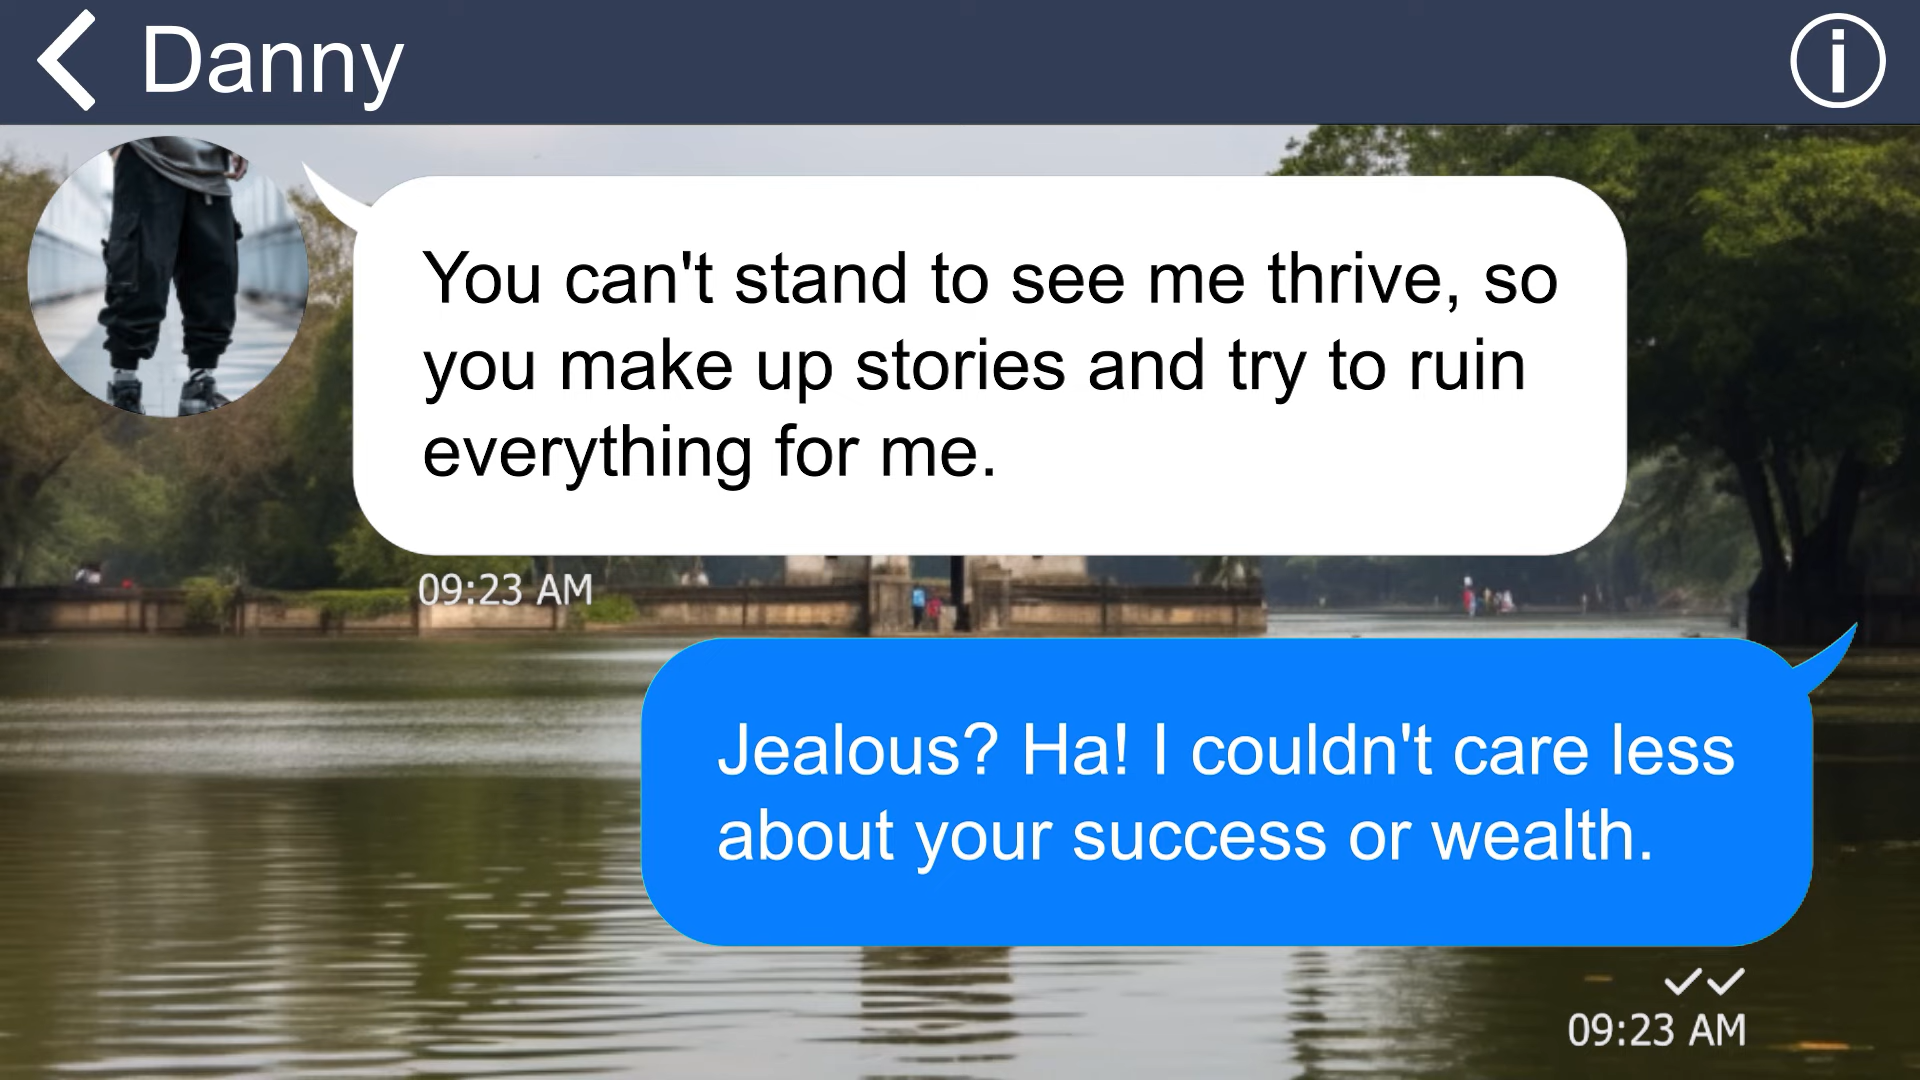 Danny
You can't stand to see me thrive, so
you make up stories and try to ruin
everything for me.
09:23 AM
Jealous? Ha! I couldn't care less
about your success or wealth.
09:23 AM